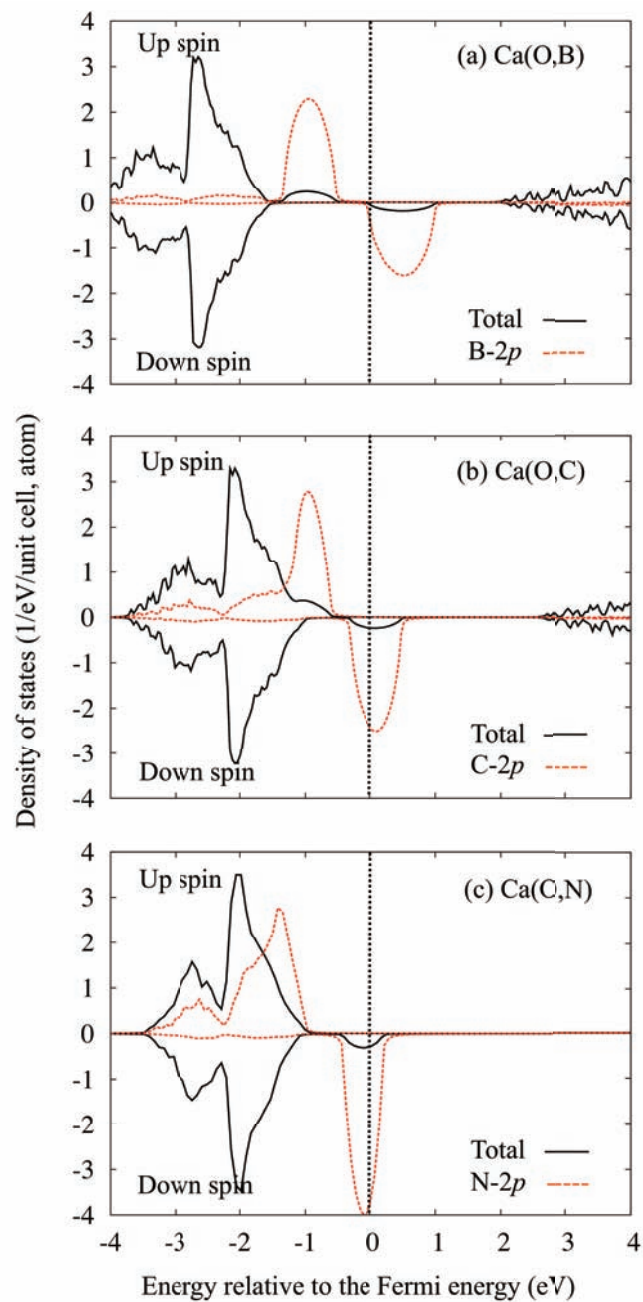 4
Up spin
(a) Ca(O,B)
3
2
1
0
-1
-2
Total
-3
B-2p
Down spin
-4
4
Up spin
(b) Ca(O,C)
3
2
1
0
-1
-2
Total
-3
C-2p
Down spin
-4
4
Up spin
(c) Ca(O,N)
3
2
1
0
-1
-2
Total
-3
N-2p
Down spin
-4
-4 -3 -2 -1 0 1 2 3 4
Energy relative to the Fermi energy (eV)
Density of states (1/eV/unit cell, atom)